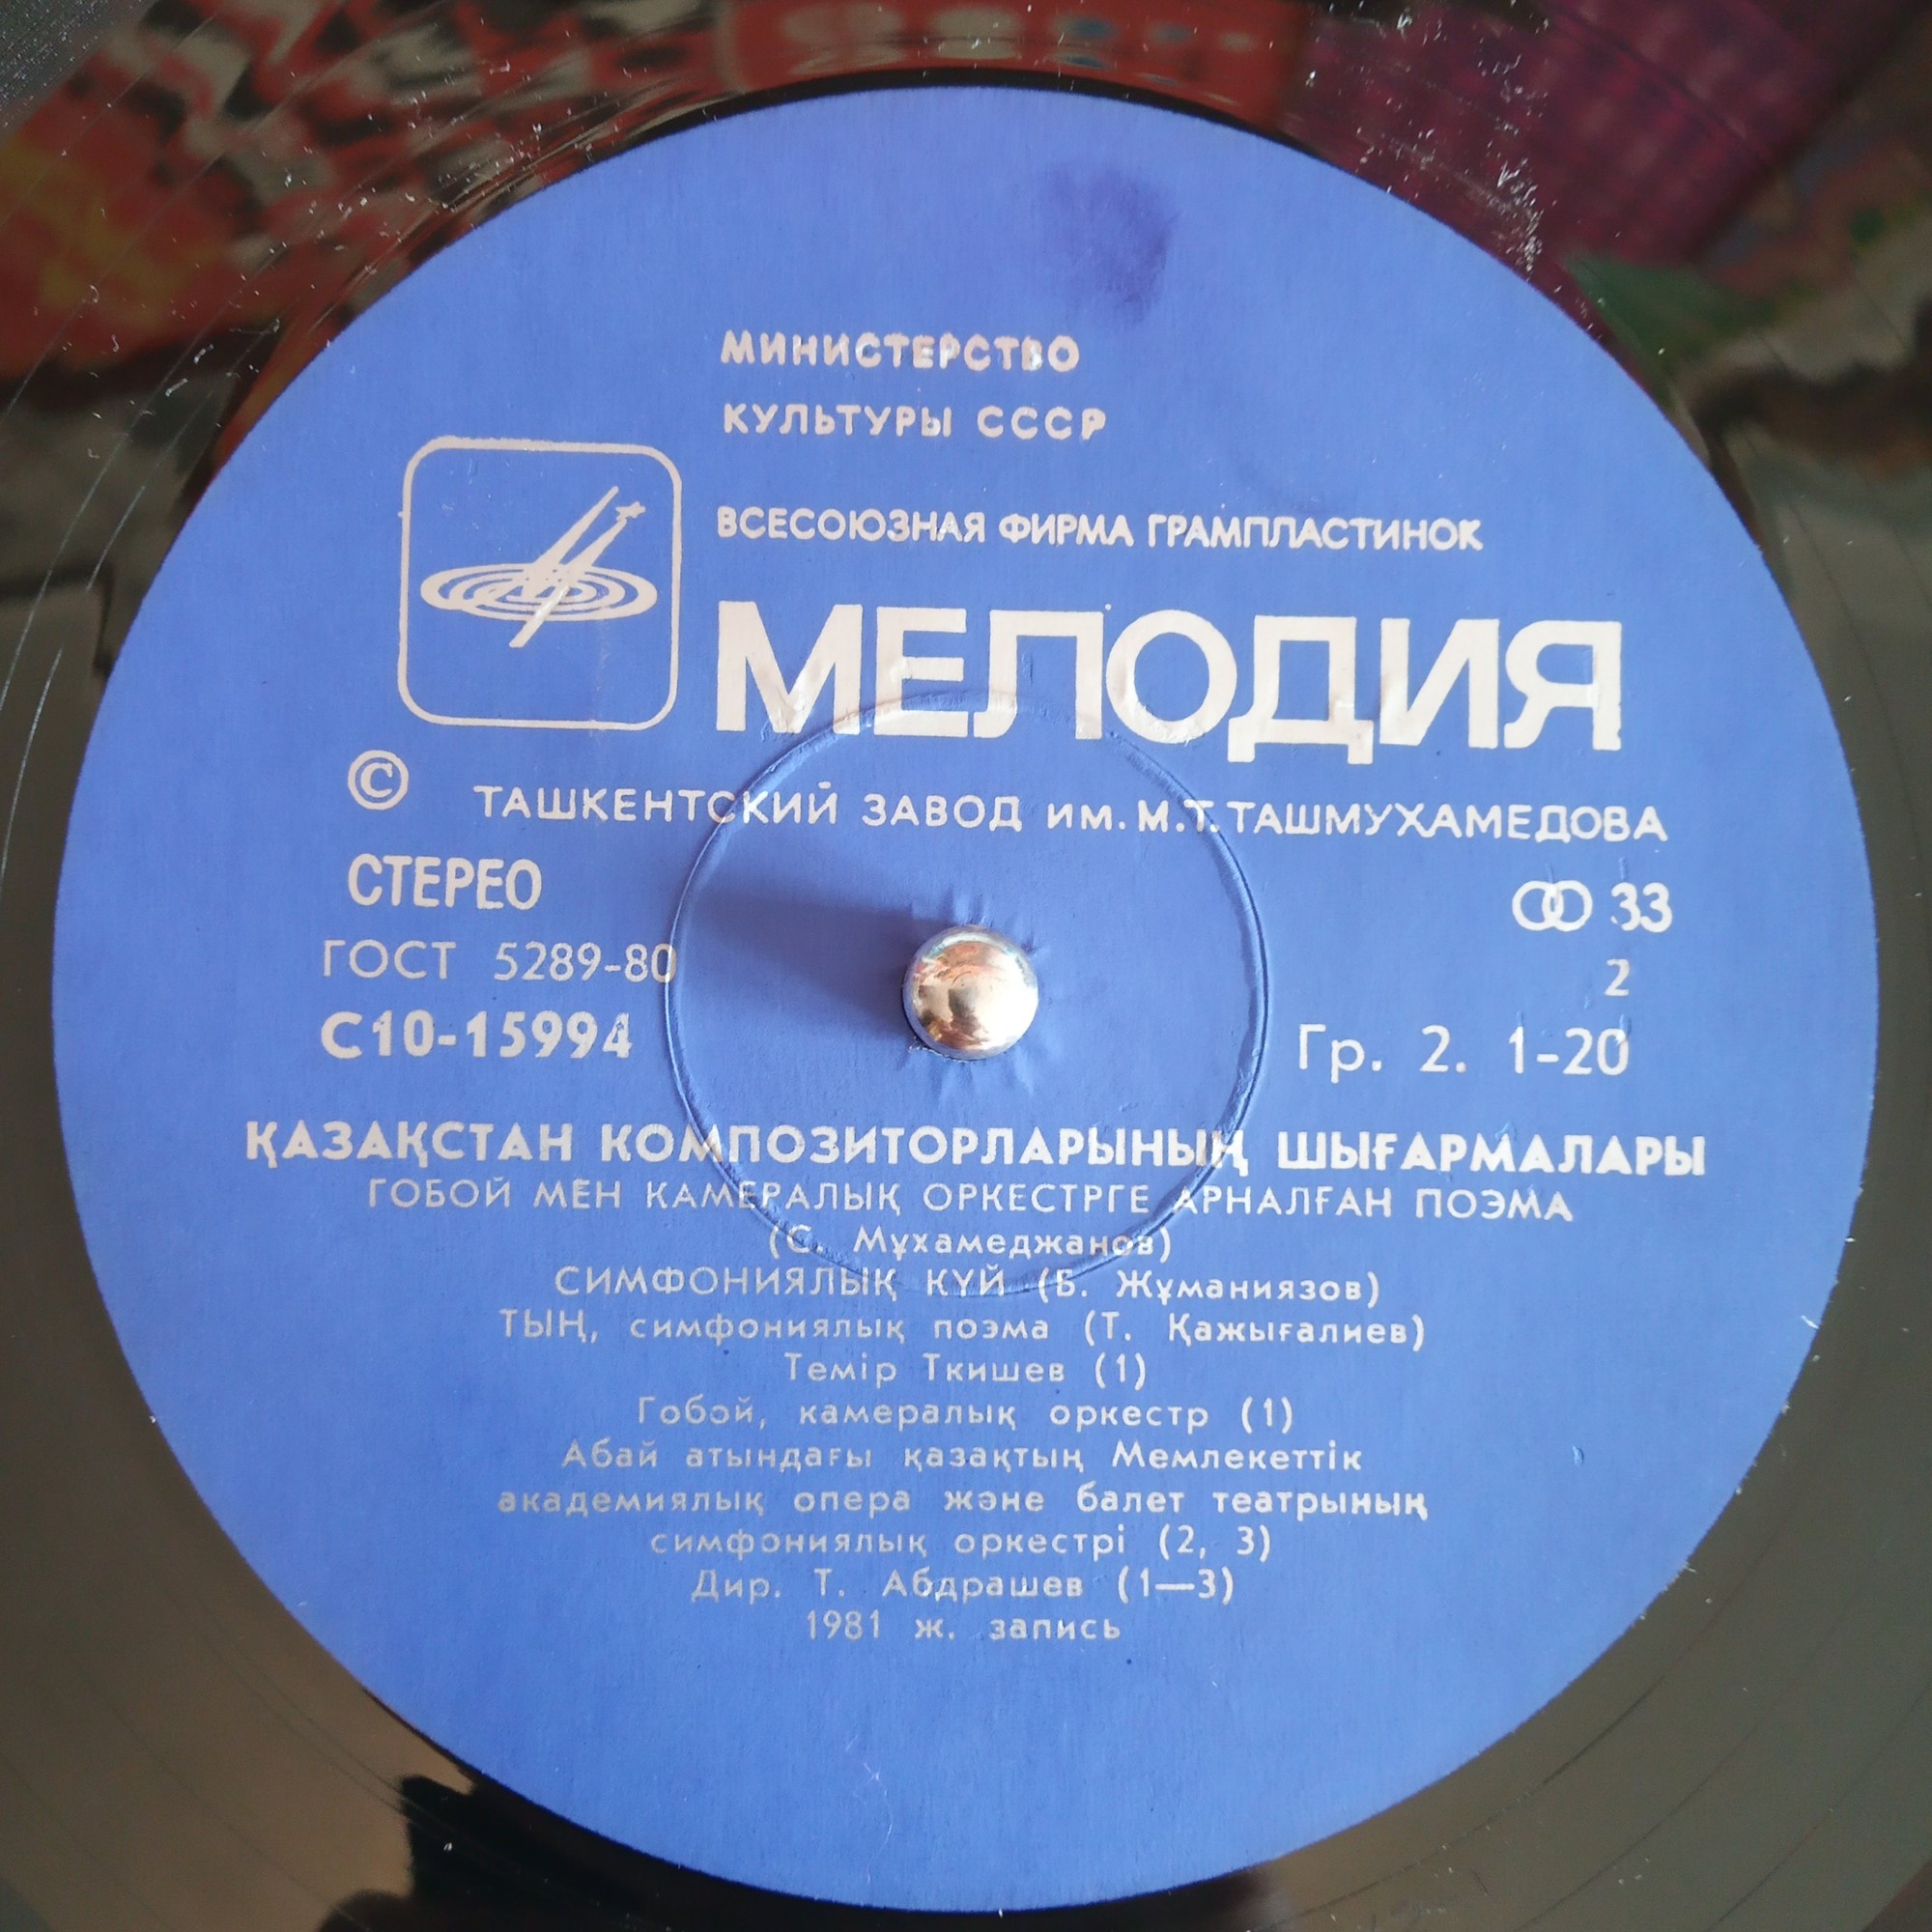 МИНИСТЕРСТВО
КУЛЬТУРЫ СССР
ВСЕСОЮЗНАЯ ФИРМА ГРАМПЛАСТИНОК
МЕЛОДИЯ
© ТАШКЕНТСКИЙ ЗАВОД им. М.Т. ТАШМУХАМЕДОВА
СТЕРЕО 33
ГОСТ 5289-80 2
С10-15994 Гр. 2. 1-20
ҚАЗАҚСТАН КОМПОЗИТОРЛАРЫНЫҢ ШЫҒАРМАЛАРЫ
ГОБОЙ МЕН КАМЕРАЛЫҚ ОРКЕСТРГЕ АРНАЛҒАН ПОЭМА
(С. Мұхамеджанов)
СИМФОНИЯЛЫҚ КҮЙ (Б. Жұманиязов)
ТЫҢ, симфониялық поэма (Т. Қажығалиев)
Темір Ткишев (1)
Гобой, камералық оркестр (1)
Абай атындағы қазақтың Мемлекеттік
академиялық опера және балет театрының
симфониялық оркестрі (2, 3)
Дир. Т. Абдрашев (1—3)
1981 ж. запись